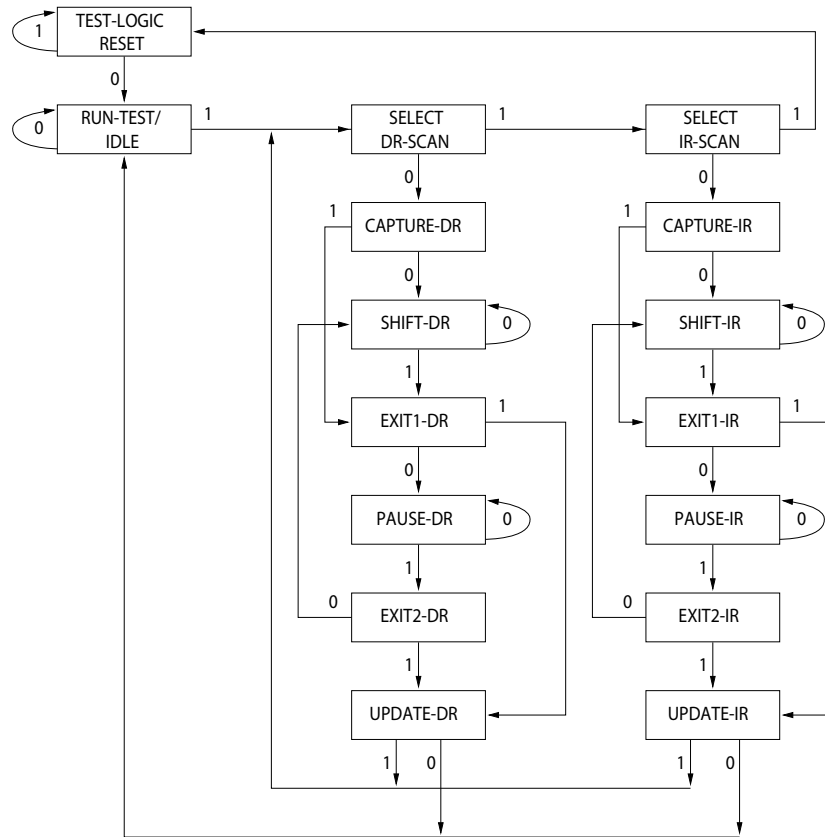 TEST-LOGIC
RESET
1
0
RUN-TEST/
IDLE
0
1
SELECT
DR-SCAN
1
SELECT
IR-SCAN
1
0
0
1
CAPTURE-DR
1
CAPTURE-IR
0
0
SHIFT-DR
0
SHIFT-IR
0
1
1
EXIT1-DR
1
EXIT1-IR
1
0
0
PAUSE-DR
0
PAUSE-IR
0
1
1
0
EXIT2-DR
0
EXIT2-IR
1
1
UPDATE-DR
UPDATE-IR
1
0
1
0